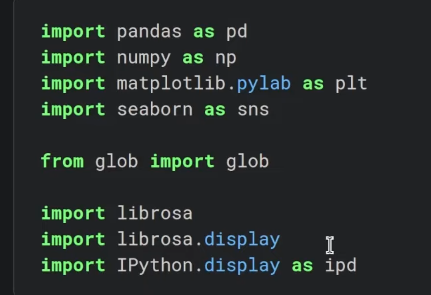 import pandas as pd
import numpy as np
import matplotlib.pylab as plt
import seaborn as sns
from glob import glob
import librosa
import librosa.display
import IPython.display as ipd